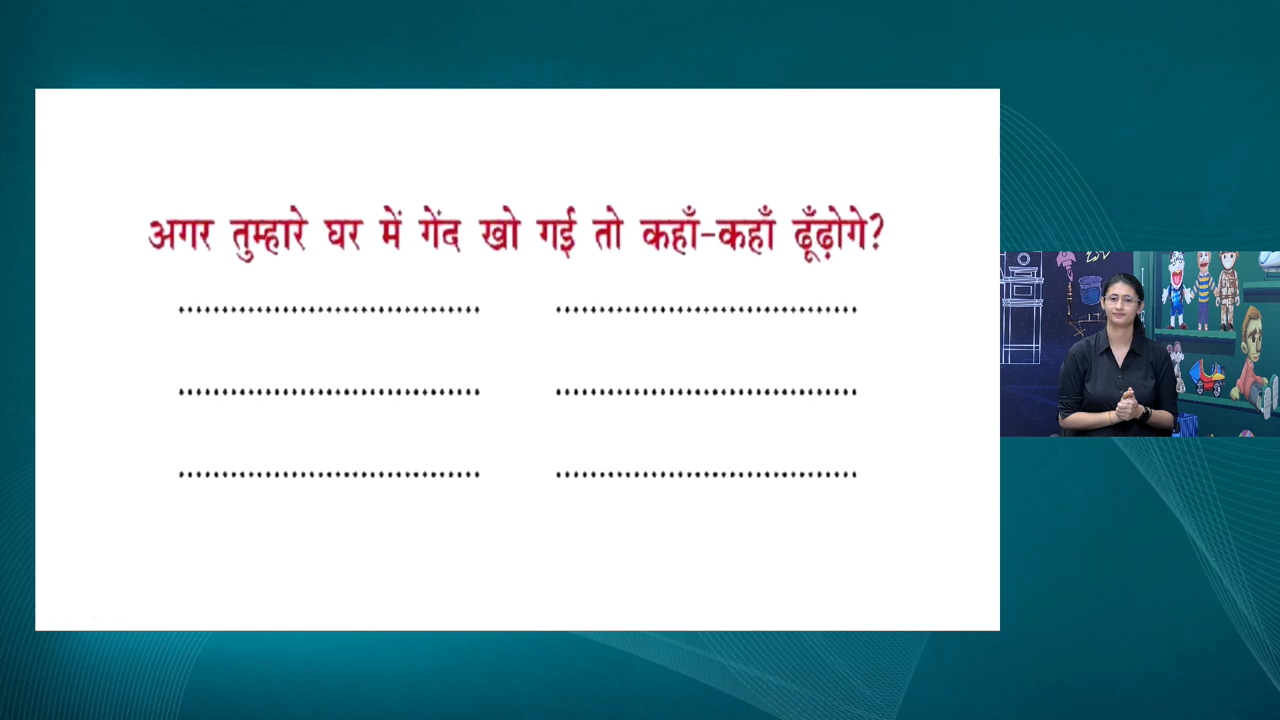 अगर तुम्हारे घर में गेंद खो गई तो कहाँ-कहाँ ढूँढ़ोगे?